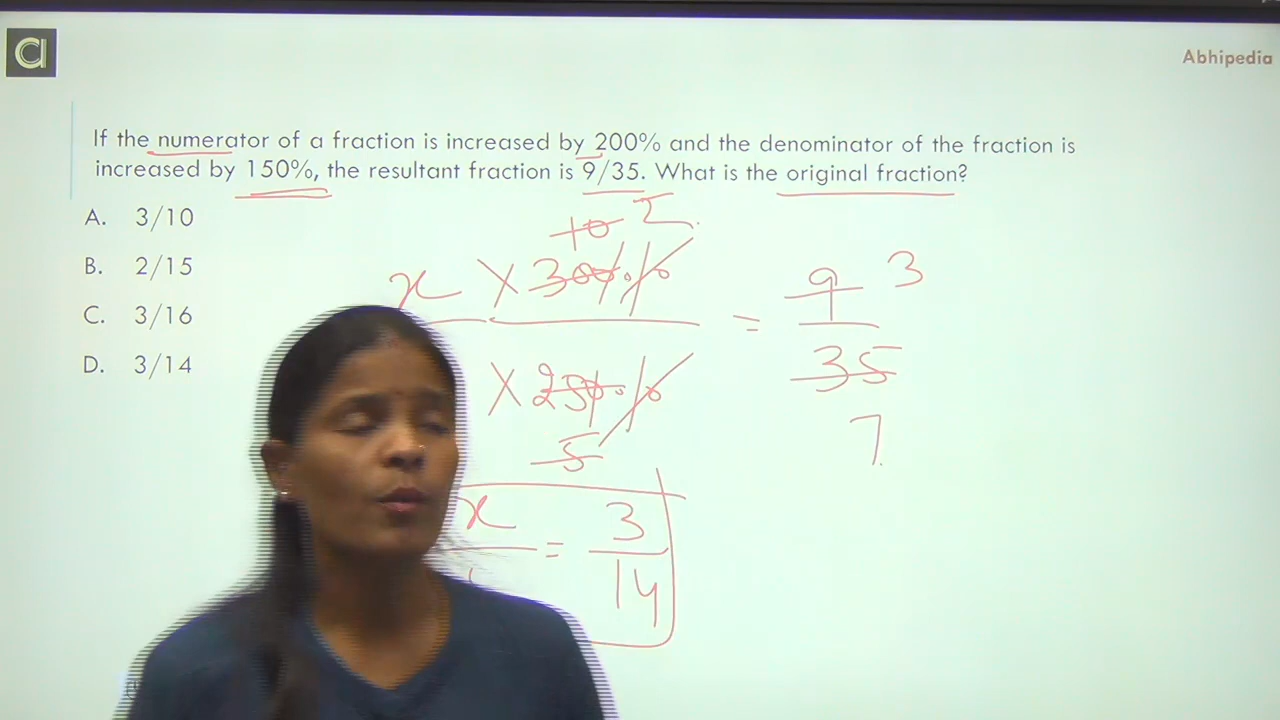 Abhipedia
If the numerator of a fraction is increased by 200% and the denominator of the fraction is
increased by 150%, the resultant fraction is 9/35. What is the original fraction?
A. 3/10
B. 2/15
C. 3/16
D. 3/14
10 2
x × 300% = 9 3
× 250% 35
5 7
x = 3
14